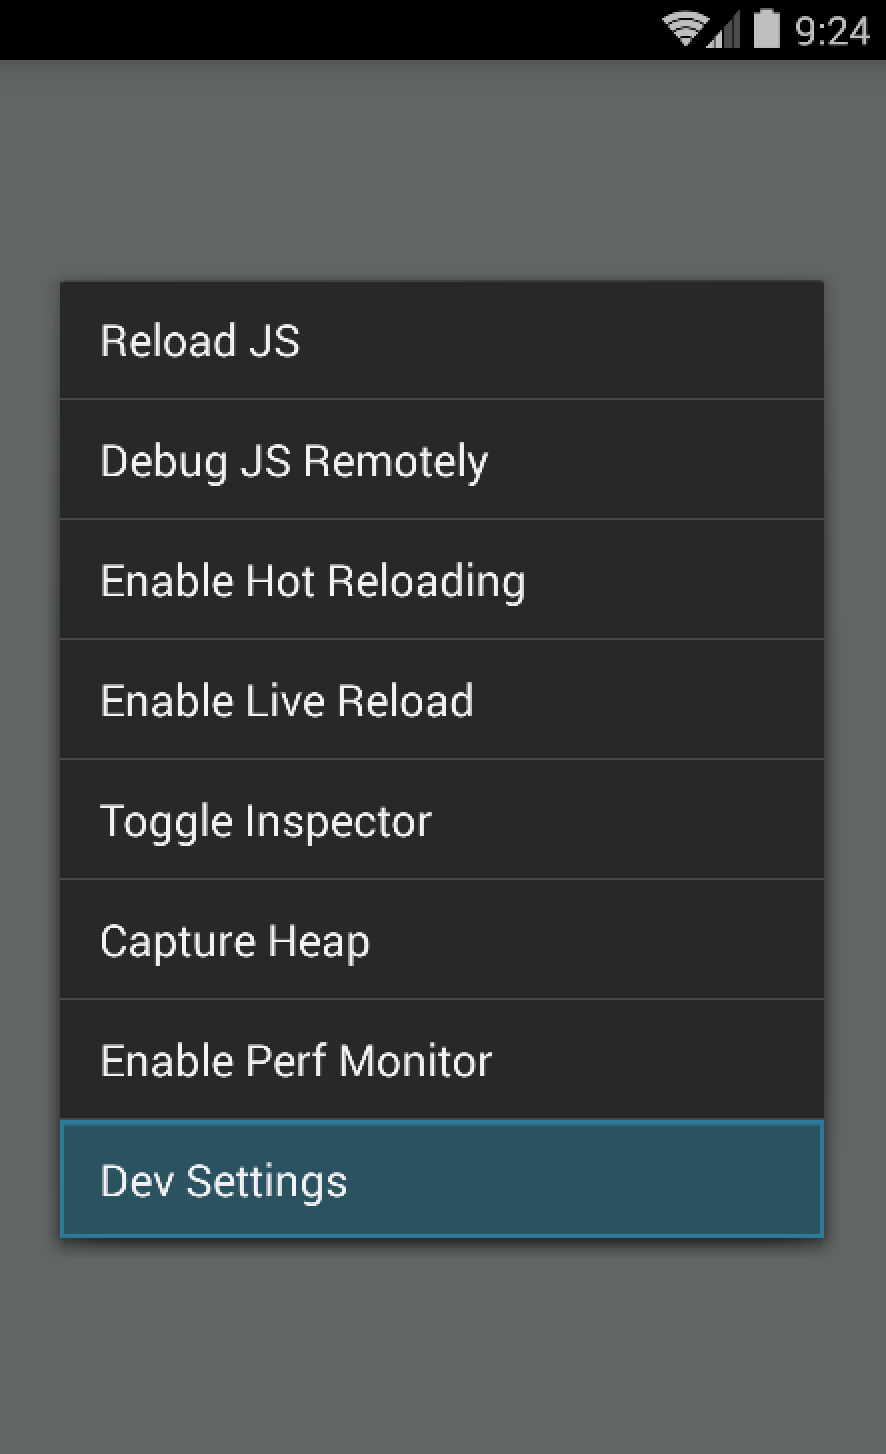 9:24
Reload JS
Debug JS Remotely
Enable Hot Reloading
Enable Live Reload
Toggle Inspector
Capture Heap
Enable Perf Monitor
Dev Settings